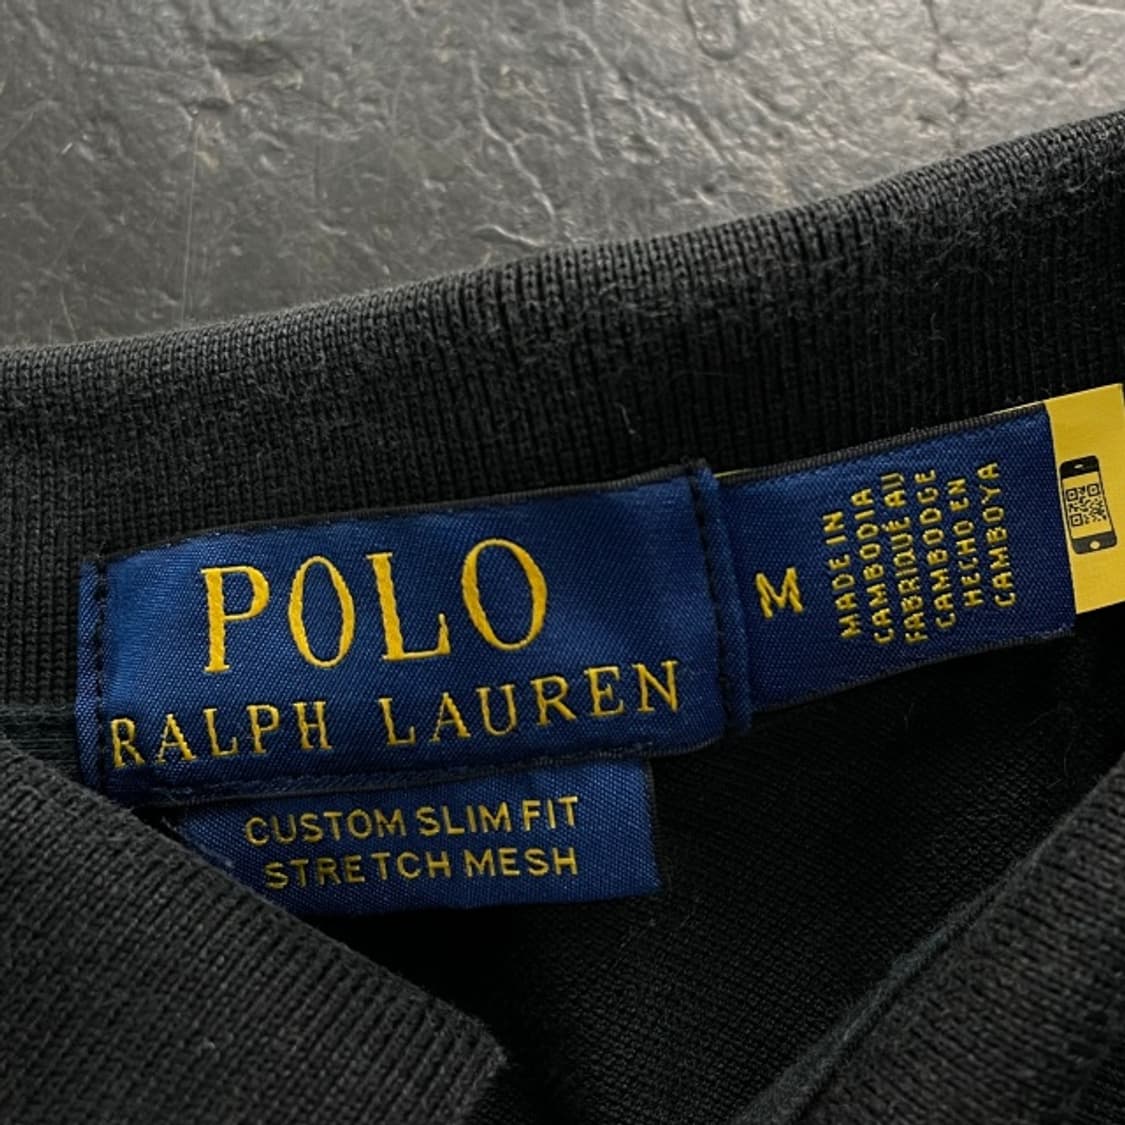 POLO
RALPH LAUREN
CUSTOM SLIM FIT
STRETCH MESH
M
MADE IN
CAMBODIA
FABRIQUÉ AU
CAMBODGE
HECHO EN
CAMBOYA